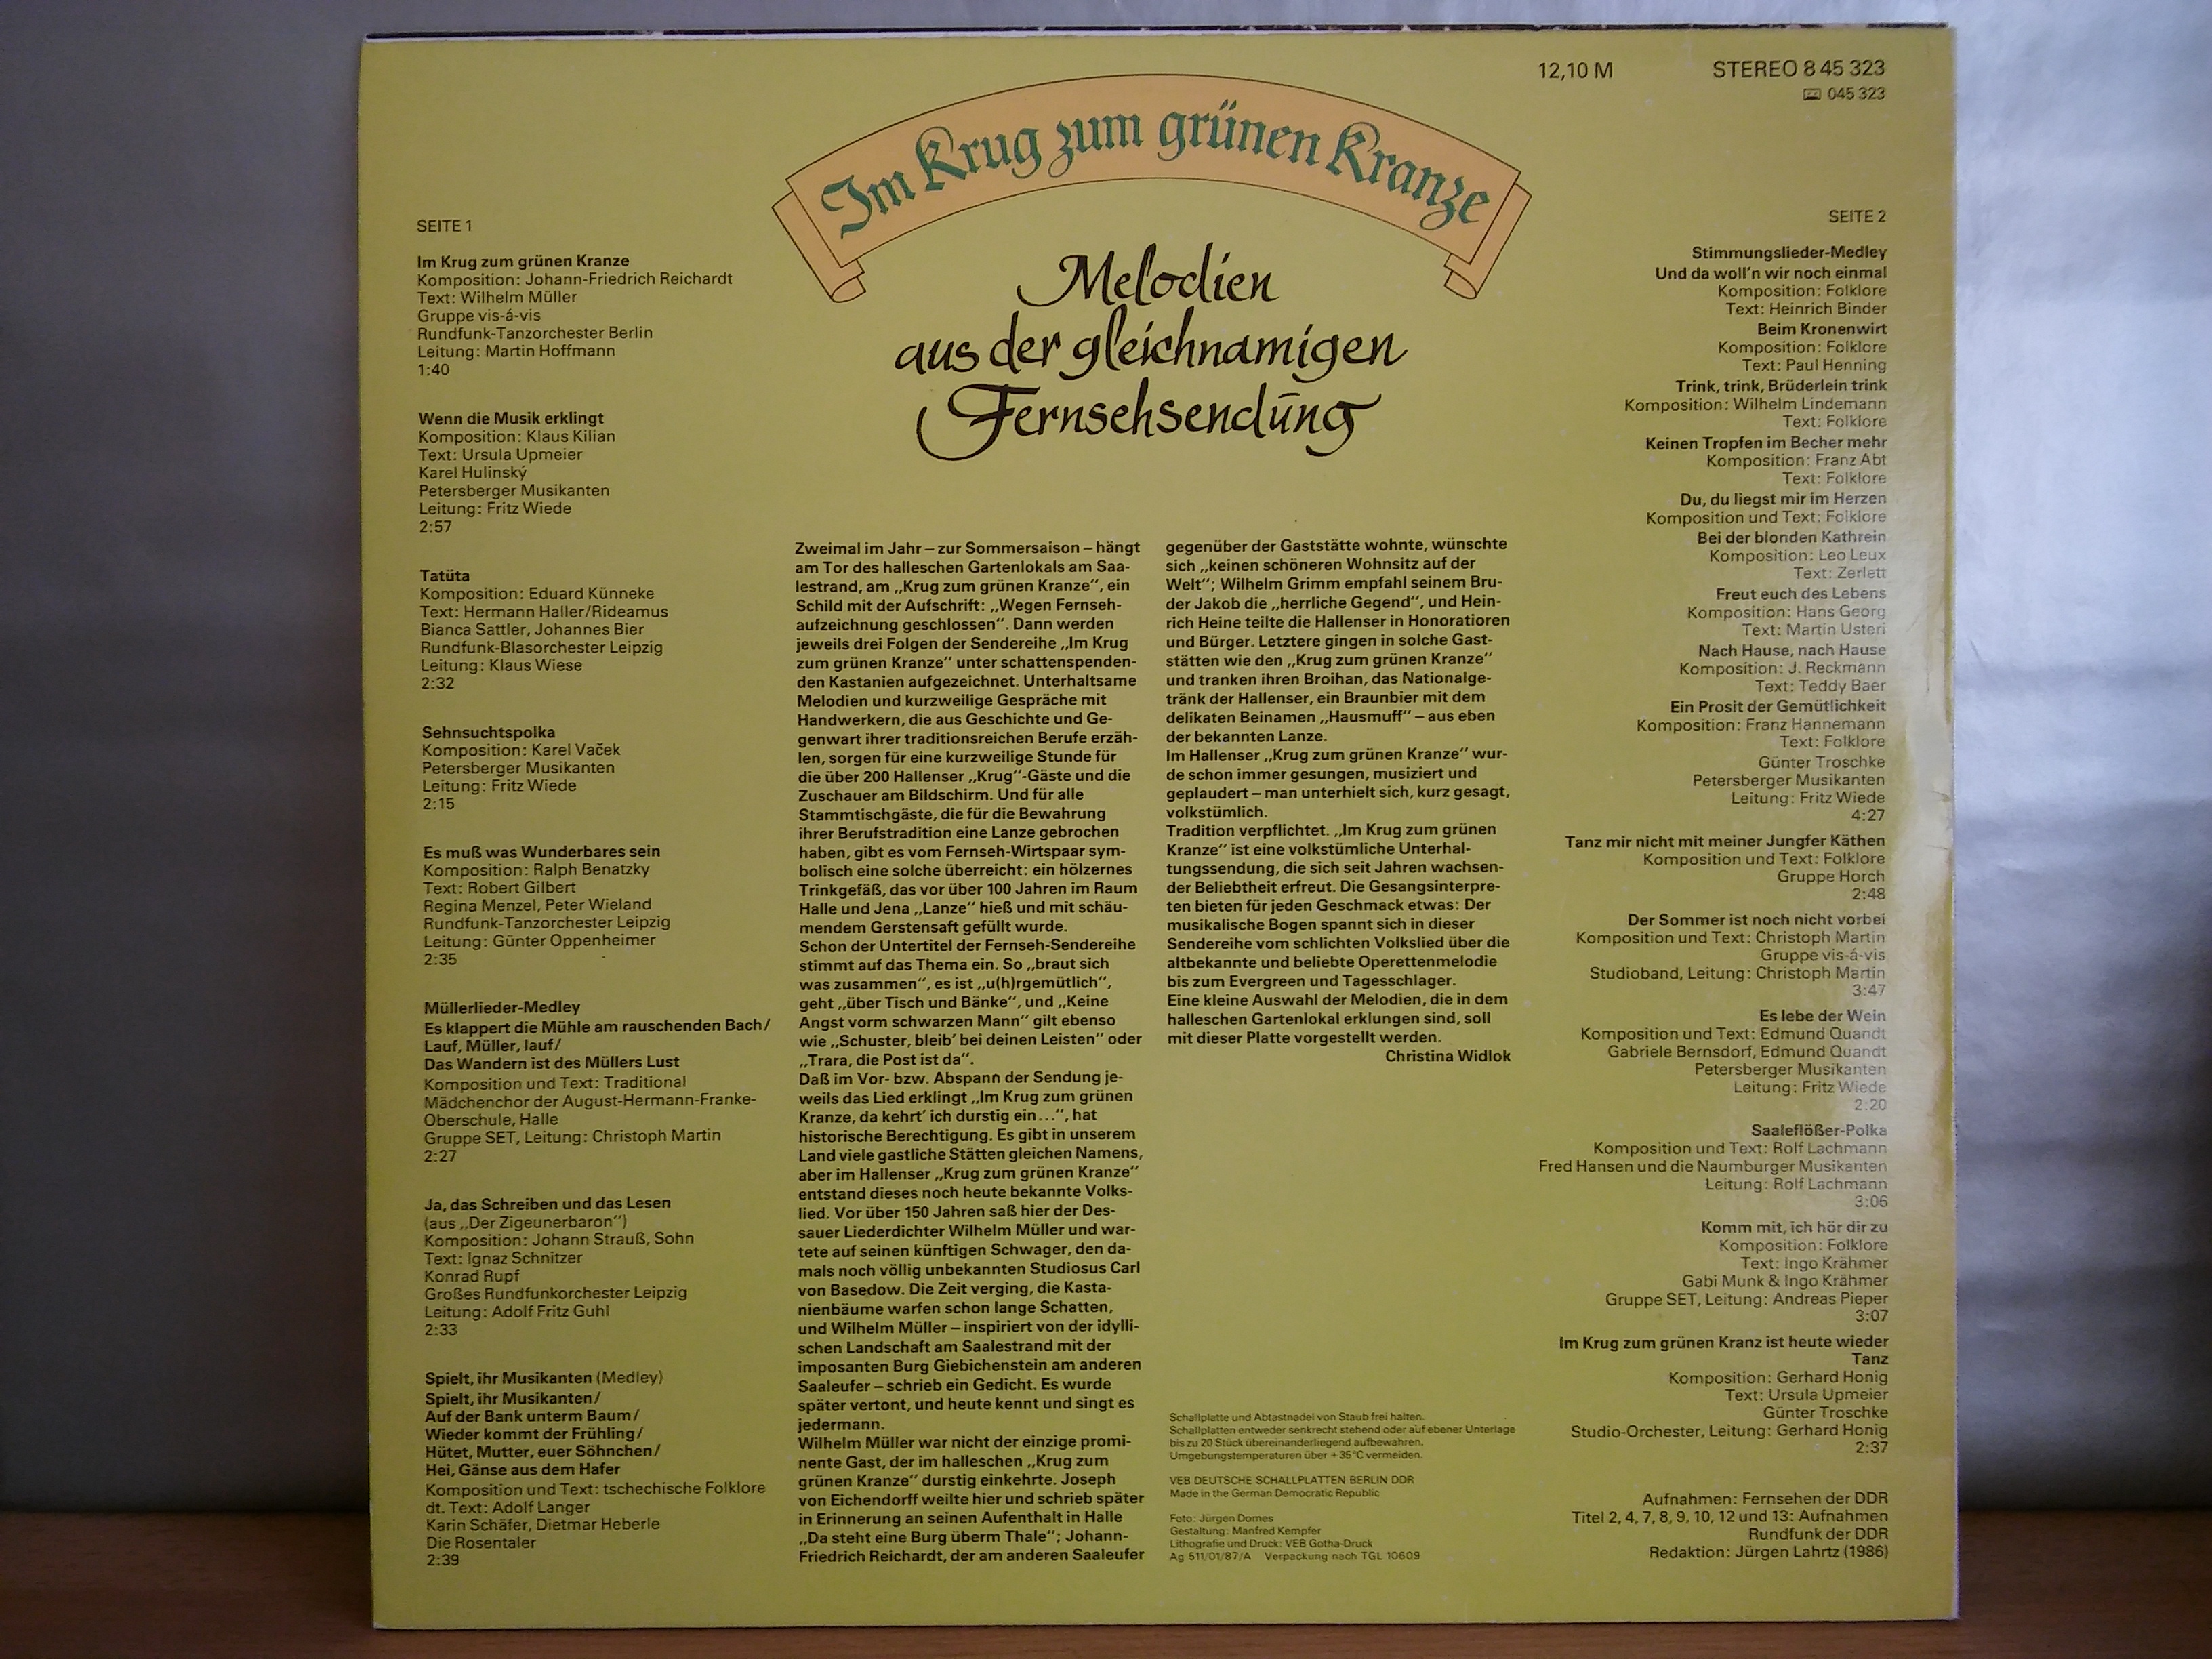 12,10 M
STEREO 8 45 323
045 323
Im Krug zum grünen Kranze
Melodien
aus der gleichnamigen
Fernsehsendung
SEITE 1
Im Krug zum grünen Kranze
Komposition: Johann-Friedrich Reichardt
Text: Wilhelm Müller
Gruppe vis-á-vis
Rundfunk-Tanzorchester Berlin
Leitung: Martin Hoffmann
1:40
Wenn die Musik erklingt
Komposition: Klaus Kilian
Text: Ursula Upmeier
Karel Hulinský
Petersberger Musikanten
Leitung: Fritz Wiede
2:57
Tatüta
Komposition: Eduard Künneke
Text: Hermann Haller/Rideamus
Bianca Sattler, Johannes Bier
Rundfunk-Blasorchester Leipzig
Leitung: Klaus Wiese
2:32
Sehnsuchtspolka
Komposition: Karel Vaček
Petersberger Musikanten
Leitung: Fritz Wiede
2:15
Es muß was Wunderbares sein
Komposition: Ralph Benatzky
Text: Robert Gilbert
Regina Menzel, Peter Wieland
Rundfunk-Tanzorchester Leipzig
Leitung: Günter Oppenheimer
2:35
Müllerlieder-Medley
Es klappert die Mühle am rauschenden Bach/
Lauf, Müller, lauf/
Das Wandern ist des Müllers Lust
Komposition und Text: Traditional
Mädchenchor der August-Hermann-Franke-
Oberschule, Halle
Gruppe SET, Leitung: Christoph Martin
2:27
Ja, das Schreiben und das Lesen
(aus „Der Zigeunerbaron“)
Komposition: Johann Strauß, Sohn
Text: Ignaz Schnitzer
Konrad Rupf
Großes Rundfunkorchester Leipzig
Leitung: Adolf Fritz Guhl
2:33
Spielt, ihr Musikanten (Medley)
Spielt, ihr Musikanten/
Auf der Bank unterm Baum/
Wieder kommt der Frühling/
Hütet, Mutter, euer Söhnchen/
Hei, Gänse aus dem Hafer
Komposition und Text: tschechische Folklore
dt. Text: Adolf Langer
Karin Schäfer, Dietmar Heberle
Die Rosentaler
2:39
Zweimal im Jahr – zur Sommersaison – hängt
am Tor des halleschen Gartenlokals am Saa-
lestrand, am „Krug zum grünen Kranze“, ein
Schild mit der Aufschrift: „Wegen Fernseh-
aufzeichnung geschlossen“. Dann werden
jeweils drei Folgen der Sendereihe „Im Krug
zum grünen Kranze“ unter schattenspenden-
den Kastanien aufgezeichnet. Unterhaltsame
Melodien und kurzweilige Gespräche mit
Handwerkern, die aus Geschichte und Ge-
genwart ihrer traditionsreichen Berufe erzäh-
len, sorgen für eine kurzweilige Stunde für
die über 200 Hallenser „Krug“-Gäste und die
Zuschauer am Bildschirm. Und für alle
Stammtischgäste, die für die Bewahrung
ihrer Berufstradition eine Lanze gebrochen
haben, gibt es vom Fernseh-Wirtspaar sym-
bolisch eine solche überreicht: ein hölzernes
Trinkgefäß, das vor über 100 Jahren im Raum
Halle und Jena „Lanze“ hieß und mit schäu-
mendem Gerstensaft gefüllt wurde.
Schon der Untertitel der Fernseh-Sendereihe
stimmt auf das Thema ein. So „braut sich
was zusammen“, es ist „u(h)rgemütlich“,
geht „über Tisch und Bänke“, und „Keine
Angst vorm schwarzen Mann“ gilt ebenso
wie „Schuster, bleib’ bei deinen Leisten“ oder
„Trara, die Post ist da“.
Daß im Vor- bzw. Abspann der Sendung je-
weils das Lied erklingt „Im Krug zum grünen
Kranze, da kehrt’ ich durstig ein...“, hat
historische Berechtigung. Es gibt in unserem
Land viele gastliche Stätten gleichen Namens,
aber im Hallenser „Krug zum grünen Kranze“
entstand dieses noch heute bekannte Volks-
lied. Vor über 150 Jahren saß hier der Des-
sauer Liederdichter Wilhelm Müller und war-
tete auf seinen künftigen Schwager, den da-
mals noch völlig unbekannten Studiosus Carl
von Basedow. Die Zeit verging, die Kasta-
nienbäume warfen schon lange Schatten,
und Wilhelm Müller – inspiriert von der idylli-
schen Landschaft am Saalestrand mit der
imposanten Burg Giebichenstein am anderen
Saaleufer – schrieb ein Gedicht. Es wurde
später vertont, und heute kennt und singt es
jedermann.
Wilhelm Müller war nicht der einzige promi-
nente Gast, der im halleschen „Krug zum
grünen Kranze“ durstig einkehrte. Joseph
von Eichendorff weilte hier und schrieb später
in Erinnerung an seinen Aufenthalt in Halle
„Da steht eine Burg überm Thale“; Johann-
Friedrich Reichardt, der am anderen Saaleufer
gegenüber der Gaststätte wohnte, wünschte
sich „keinen schöneren Wohnsitz auf der
Welt“; Wilhelm Grimm empfahl seinem Bru-
der Jakob die „herrliche Gegend“, und Hein-
rich Heine teilte die Hallenser in Honoratioren
und Bürger. Letztere gingen in solche Gast-
stätten wie den „Krug zum grünen Kranze“
und tranken ihren Broihan, das Nationalge-
tränk der Hallenser, ein Braunbier mit dem
delikaten Beinamen „Hausmuff“ – aus eben
der bekannten Lanze.
Im Hallenser „Krug zum grünen Kranze“ wur-
de schon immer gesungen, musiziert und
geplaudert – man unterhielt sich, kurz gesagt,
volkstümlich.
Tradition verpflichtet. „Im Krug zum grünen
Kranze“ ist eine volkstümliche Unterhal-
tungssendung, die sich seit Jahren wachsen-
der Beliebtheit erfreut. Die Gesangsinterpre-
ten bieten für jeden Geschmack etwas: Der
musikalische Bogen spannt sich in dieser
Sendereihe vom schlichten Volkslied über die
altbekannte und beliebte Operettenmelodie
bis zum Evergreen und Tagesschlager.
Eine kleine Auswahl der Melodien, die in dem
halleschen Gartenlokal erklungen sind, soll
mit dieser Platte vorgestellt werden.
Christina Widlok
Schallplatte und Abtastnadel von Staub frei halten.
Schallplatten entweder senkrecht stehend oder auf ebener Unterlage
bis zu 20 Stück übereinanderliegend aufbewahren.
Umgebungstemperaturen über +35°C vermeiden.
VEB DEUTSCHE SCHALLPLATTEN BERLIN DDR
Made in the German Democratic Republic
Foto: Jürgen Domes
Gestaltung: Manfred Kempfer
Lithografie und Druck: VEB Gotha-Druck
Ag 511/01/87/A Verpackung nach TGL 10609
SEITE 2
Stimmungslieder-Medley
Und da woll’n wir noch einmal
Komposition: Folklore
Text: Heinrich Binder
Beim Kronenwirt
Komposition: Folklore
Text: Paul Henning
Trink, trink, Brüderlein trink
Komposition: Wilhelm Lindemann
Text: Folklore
Keinen Tropfen im Becher mehr
Komposition: Franz Abt
Text: Folklore
Du, du liegst mir im Herzen
Komposition und Text: Folklore
Bei der blonden Kathrein
Komposition: Leo Leux
Text: Zerlett
Freut euch des Lebens
Komposition: Hans Georg
Text: Martin Usteri
Nach Hause, nach Hause
Komposition: J. Reckmann
Text: Teddy Baer
Ein Prosit der Gemütlichkeit
Komposition: Franz Hannemann
Text: Folklore
Günter Troschke
Petersberger Musikanten
Leitung: Fritz Wiede
4:27
Tanz mir nicht mit meiner Jungfer Käthen
Komposition und Text: Folklore
Gruppe Horch
2:48
Der Sommer ist noch nicht vorbei
Komposition und Text: Christoph Martin
Gruppe vis-á-vis
Studioband, Leitung: Christoph Martin
3:47
Es lebe der Wein
Komposition und Text: Edmund Quandt
Gabriele Bernsdorf, Edmund Quandt
Petersberger Musikanten
Leitung: Fritz Wiede
2:20
Saaleflößer-Polka
Komposition und Text: Rolf Lachmann
Fred Hansen und die Naumburger Musikanten
Leitung: Rolf Lachmann
3:06
Komm mit, ich hör dir zu
Komposition: Folklore
Text: Ingo Krähmer
Gabi Munk & Ingo Krähmer
Gruppe SET, Leitung: Andreas Pieper
3:07
Im Krug zum grünen Kranz ist heute wieder
Tanz
Komposition: Gerhard Honig
Text: Ursula Upmeier
Günter Troschke
Studio-Orchester, Leitung: Gerhard Honig
2:37
Aufnahmen: Fernsehen der DDR
Titel 2, 4, 7, 8, 9, 10, 12 und 13: Aufnahmen
Rundfunk der DDR
Redaktion: Jürgen Lahrtz (1986)